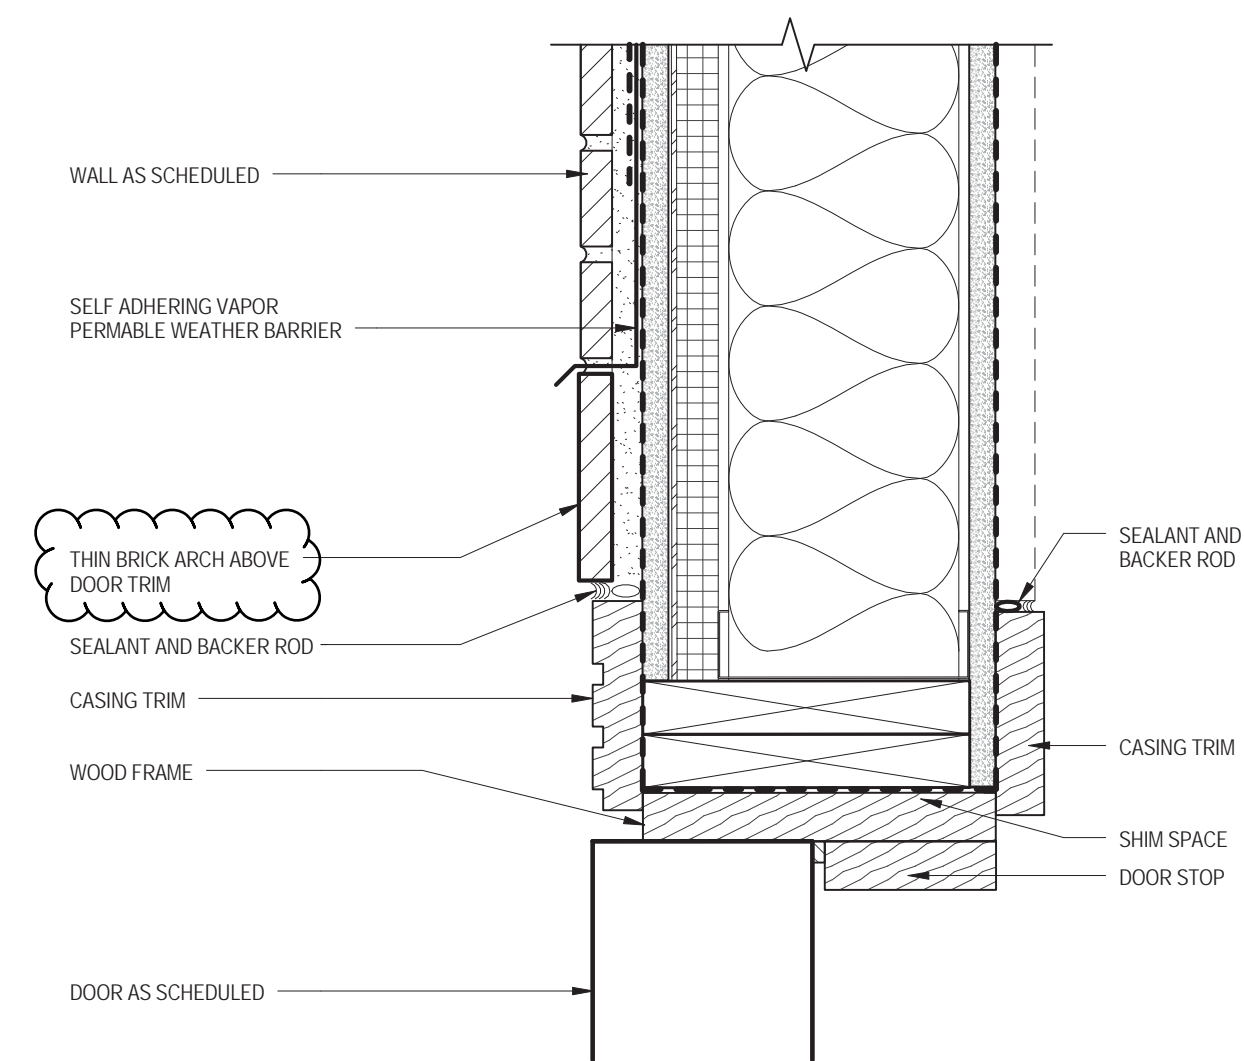 WALL AS SCHEDULED
SELF ADHERING VAPOR
PERMABLE WEATHER BARRIER
THIN BRICK ARCH ABOVE
DOOR TRIM
SEALANT AND BACKER ROD
CASING TRIM
WOOD FRAME
DOOR AS SCHEDULED
SEALANT AND
BACKER ROD
CASING TRIM
SHIM SPACE
DOOR STOP